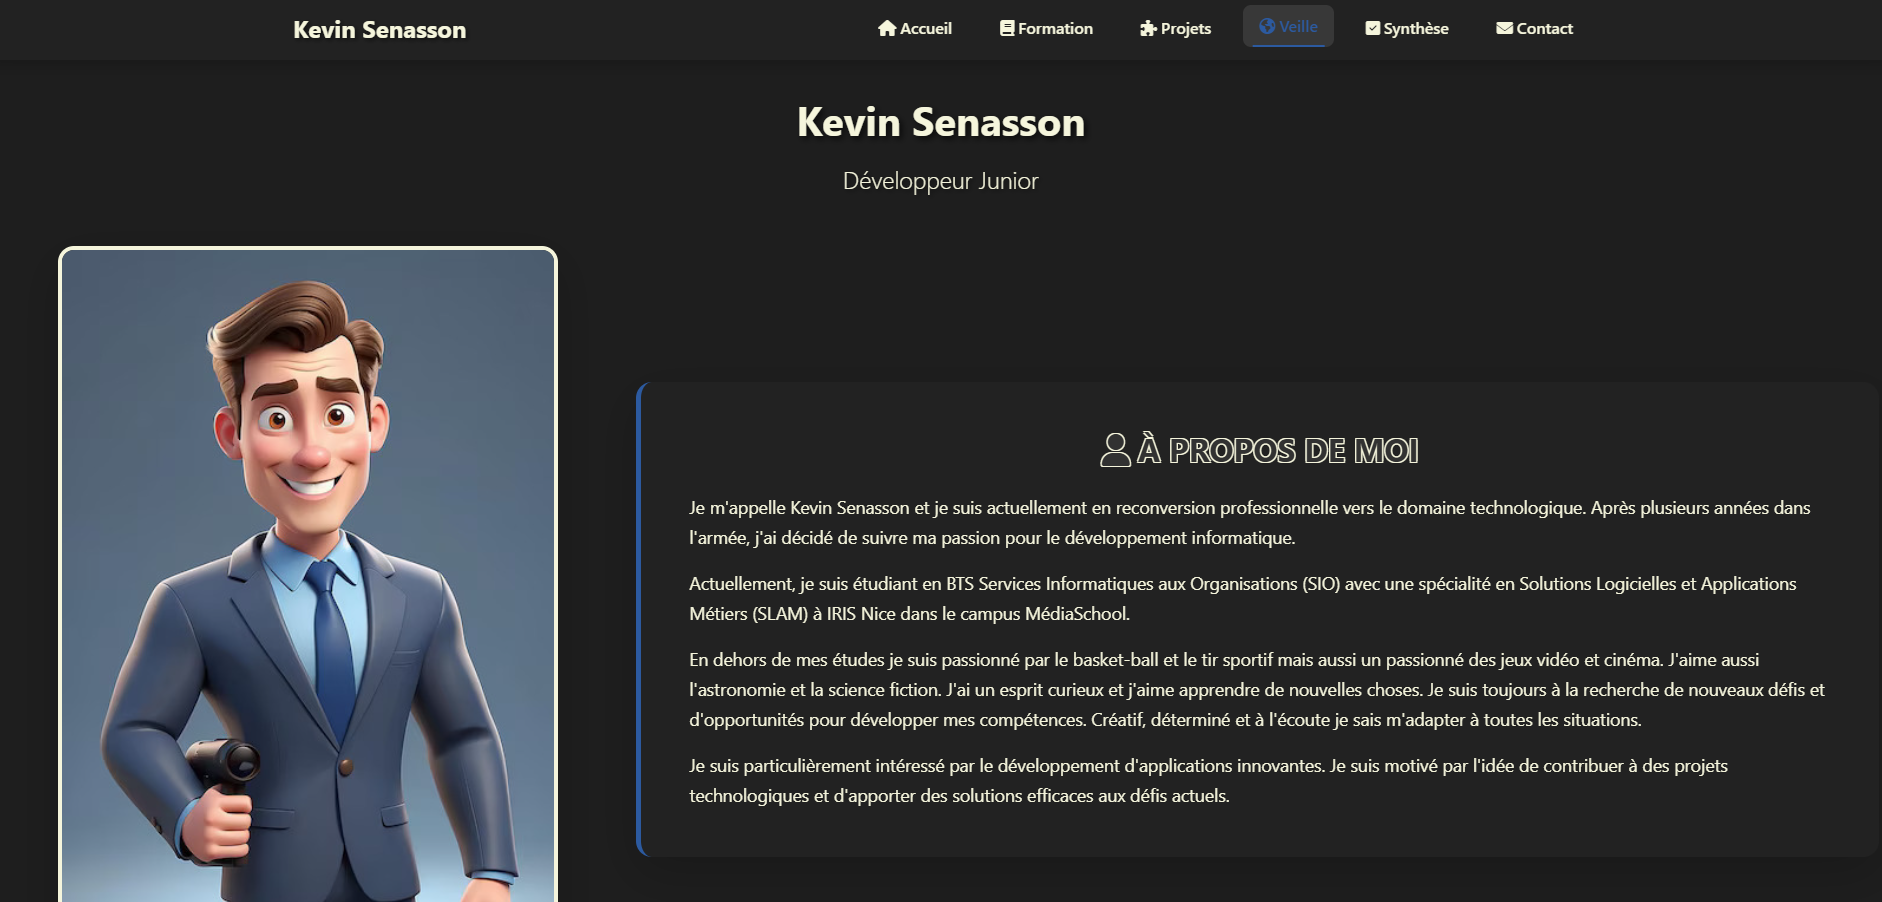 Kevin Senasson
Accueil
Formation
Projets
Veille
Synthèse
Contact
Kevin Senasson
Développeur Junior
À PROPOS DE MOI
Je m'appelle Kevin Senasson et je suis actuellement en reconversion professionnelle vers le domaine technologique. Après plusieurs années dans
l'armée, j'ai décidé de suivre ma passion pour le développement informatique.
Actuellement, je suis étudiant en BTS Services Informatiques aux Organisations (SIO) avec une spécialité en Solutions Logicielles et Applications
Métiers (SLAM) à IRIS Nice dans le campus MédiaSchool.
En dehors de mes études je suis passionné par le basket-ball et le tir sportif mais aussi un passionné des jeux vidéo et cinéma. J'aime aussi
l'astronomie et la science fiction. J'ai un esprit curieux et j'aime apprendre de nouvelles choses. Je suis toujours à la recherche de nouveaux défis et
d'opportunités pour développer mes compétences. Créatif, déterminé et à l'écoute je sais m'adapter à toutes les situations.
Je suis particulièrement intéressé par le développement d'applications innovantes. Je suis motivé par l'idée de contribuer à des projets
technologiques et d'apporter des solutions efficaces aux défis actuels.